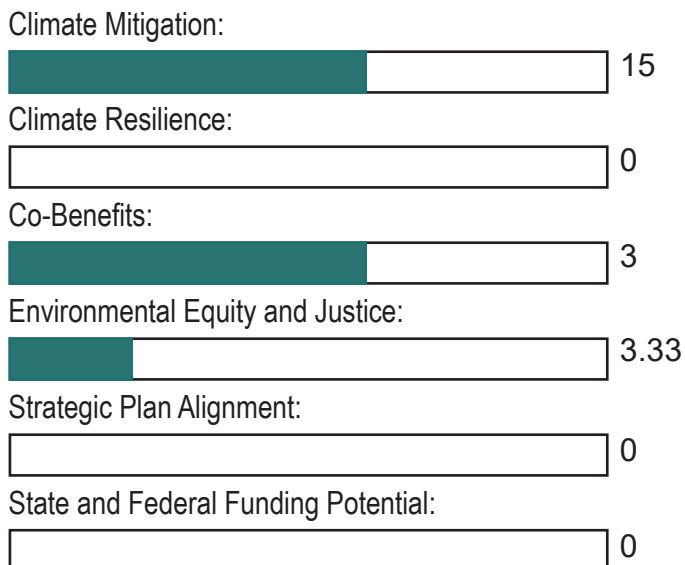 Climate Mitigation:
15
Climate Resilience:
0
Co-Benefits:
3
Environmental Equity and Justice:
3.33
Strategic Plan Alignment:
0
State and Federal Funding Potential:
0